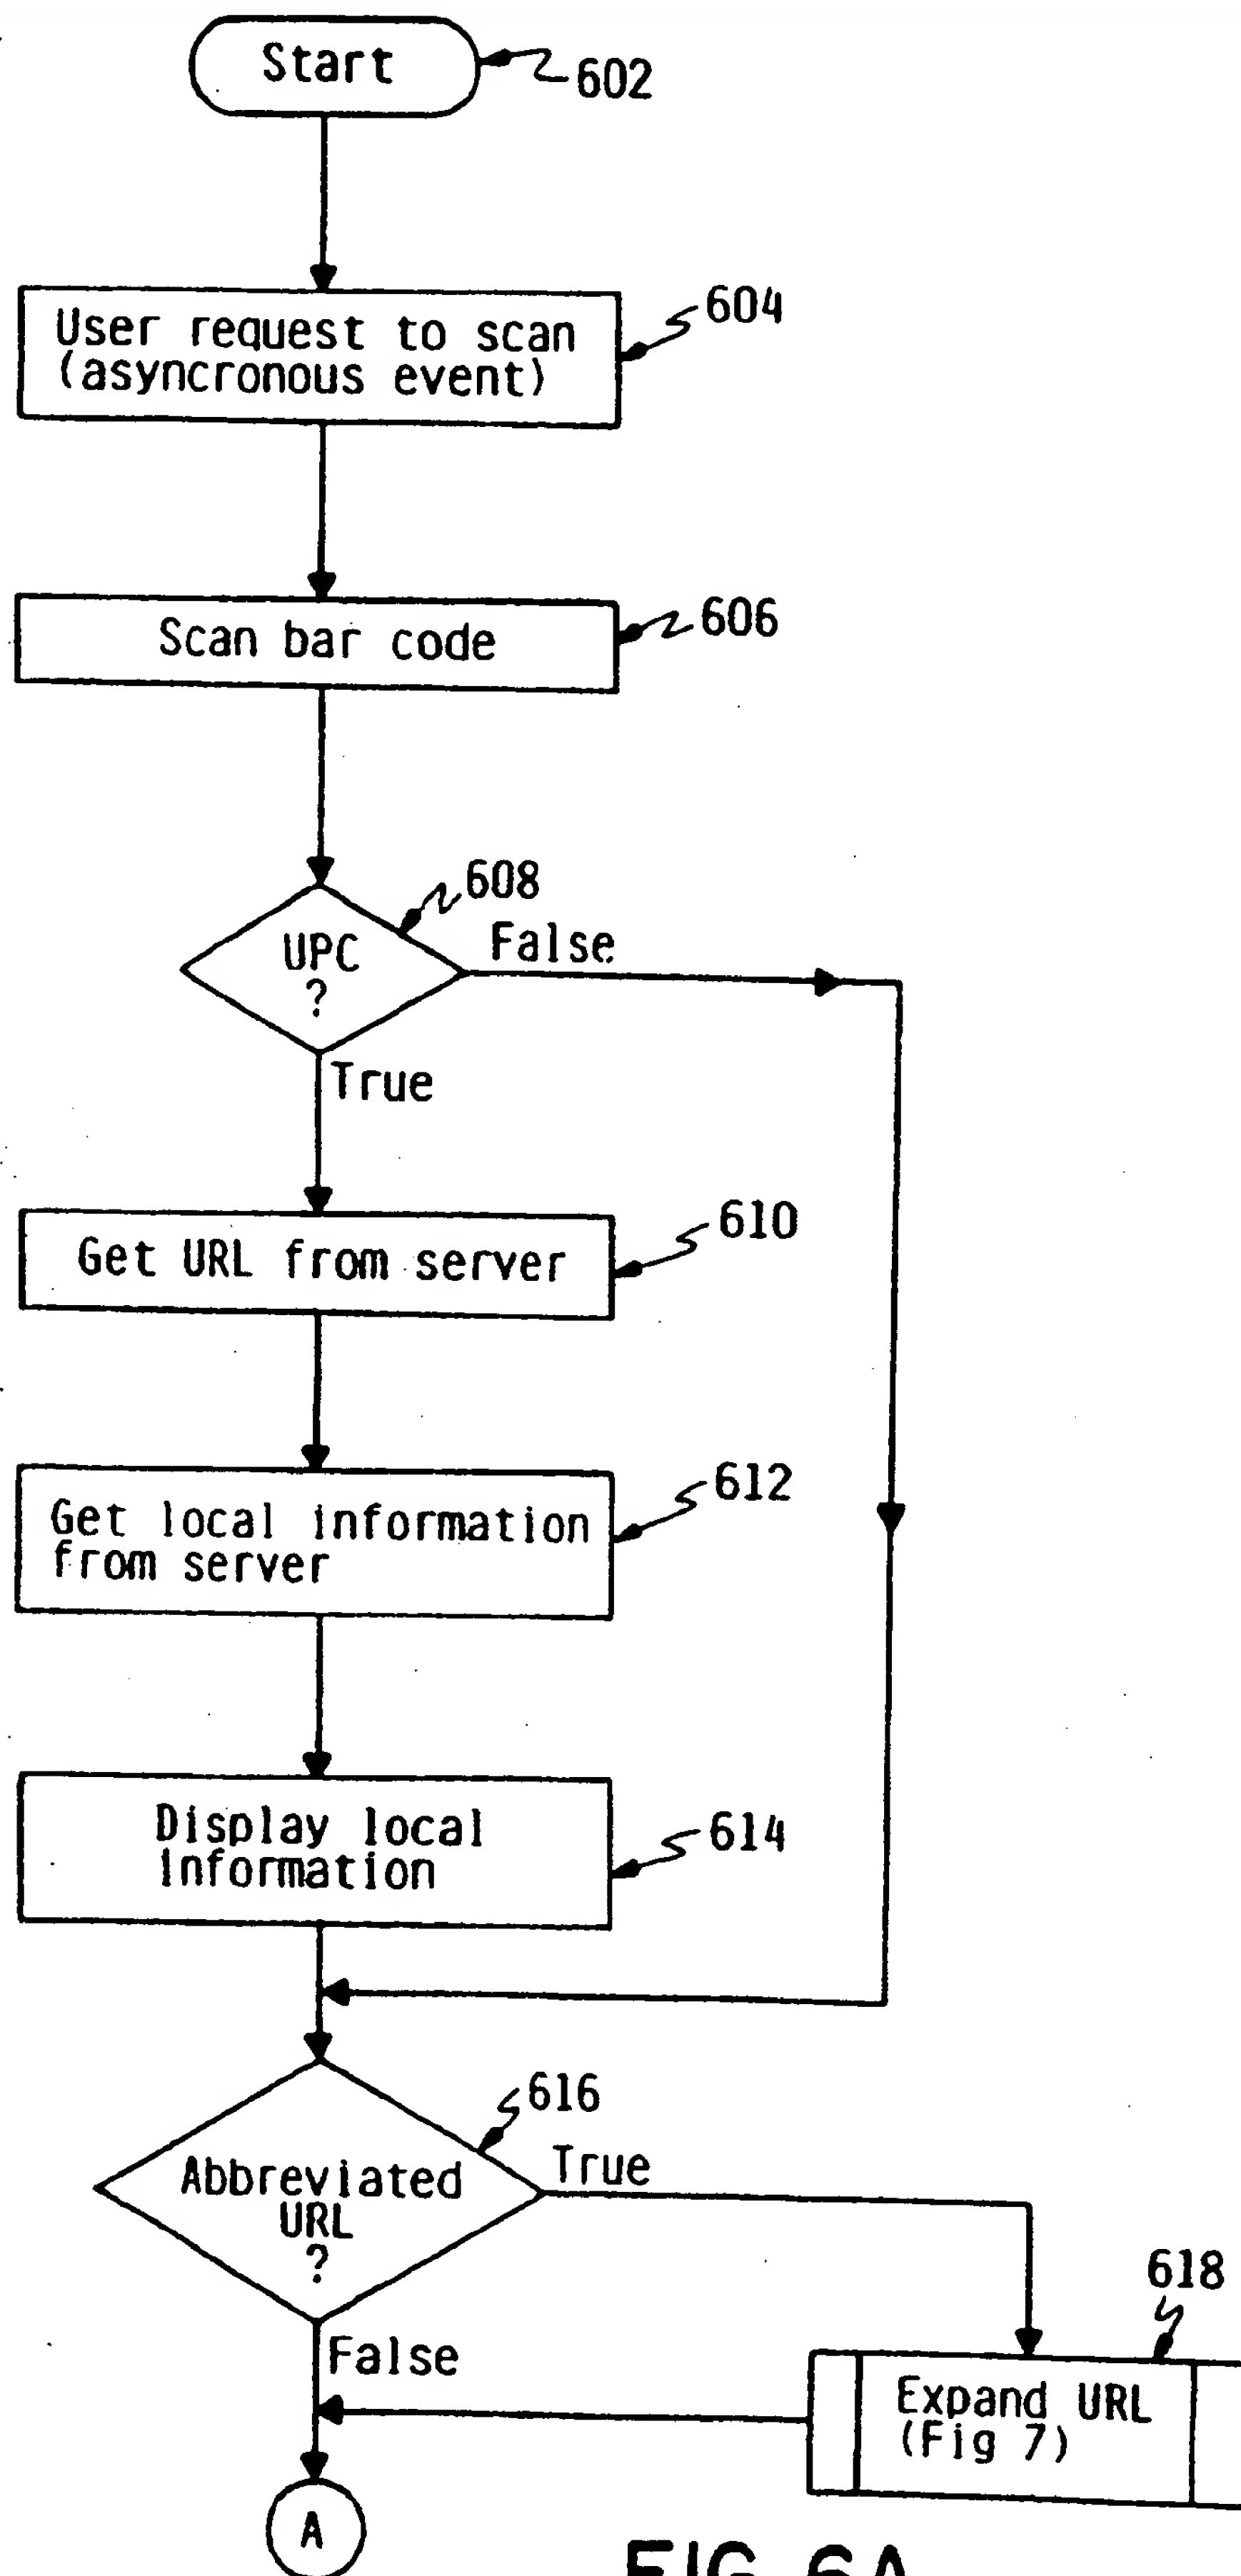 Start
602
User request to scan
(asyncronous event)
604
Scan bar code
606
608
UPC
?
False
True
Get URL from server
610
Get local information
from server
612
Display local
information
614
616
Abbreviated
URL
?
True
False
618
Expand URL
(Fig 7)
A
FIG. 6A